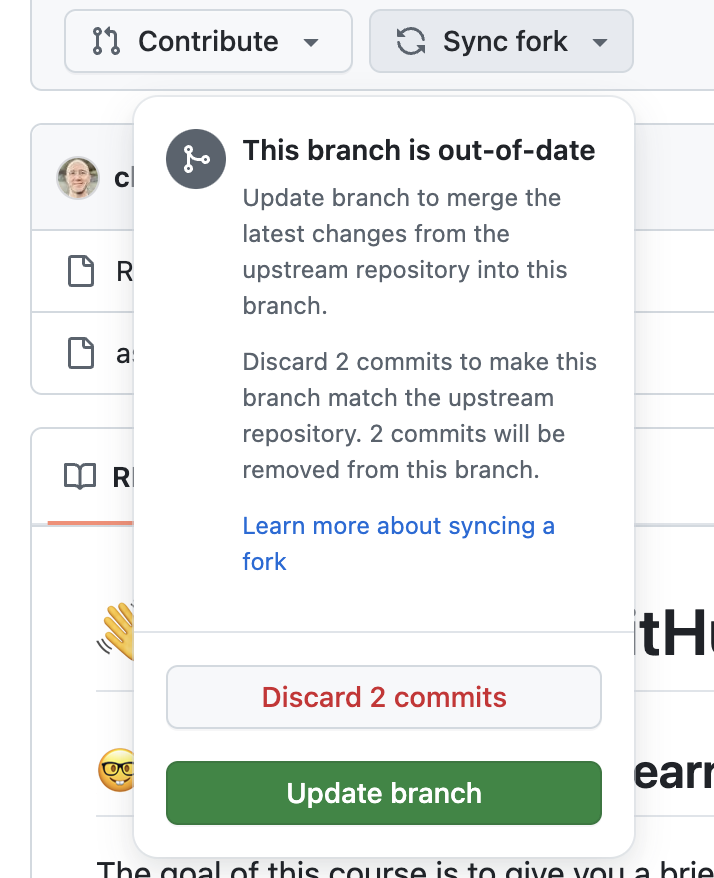 Contribute
Sync fork
This branch is out-of-date
Update branch to merge the
latest changes from the
upstream repository into this
branch.
Discard 2 commits to make this
branch match the upstream
repository. 2 commits will be
removed from this branch.
Learn more about syncing a
fork
Discard 2 commits
Update branch
The goal of this course is to give you a brie